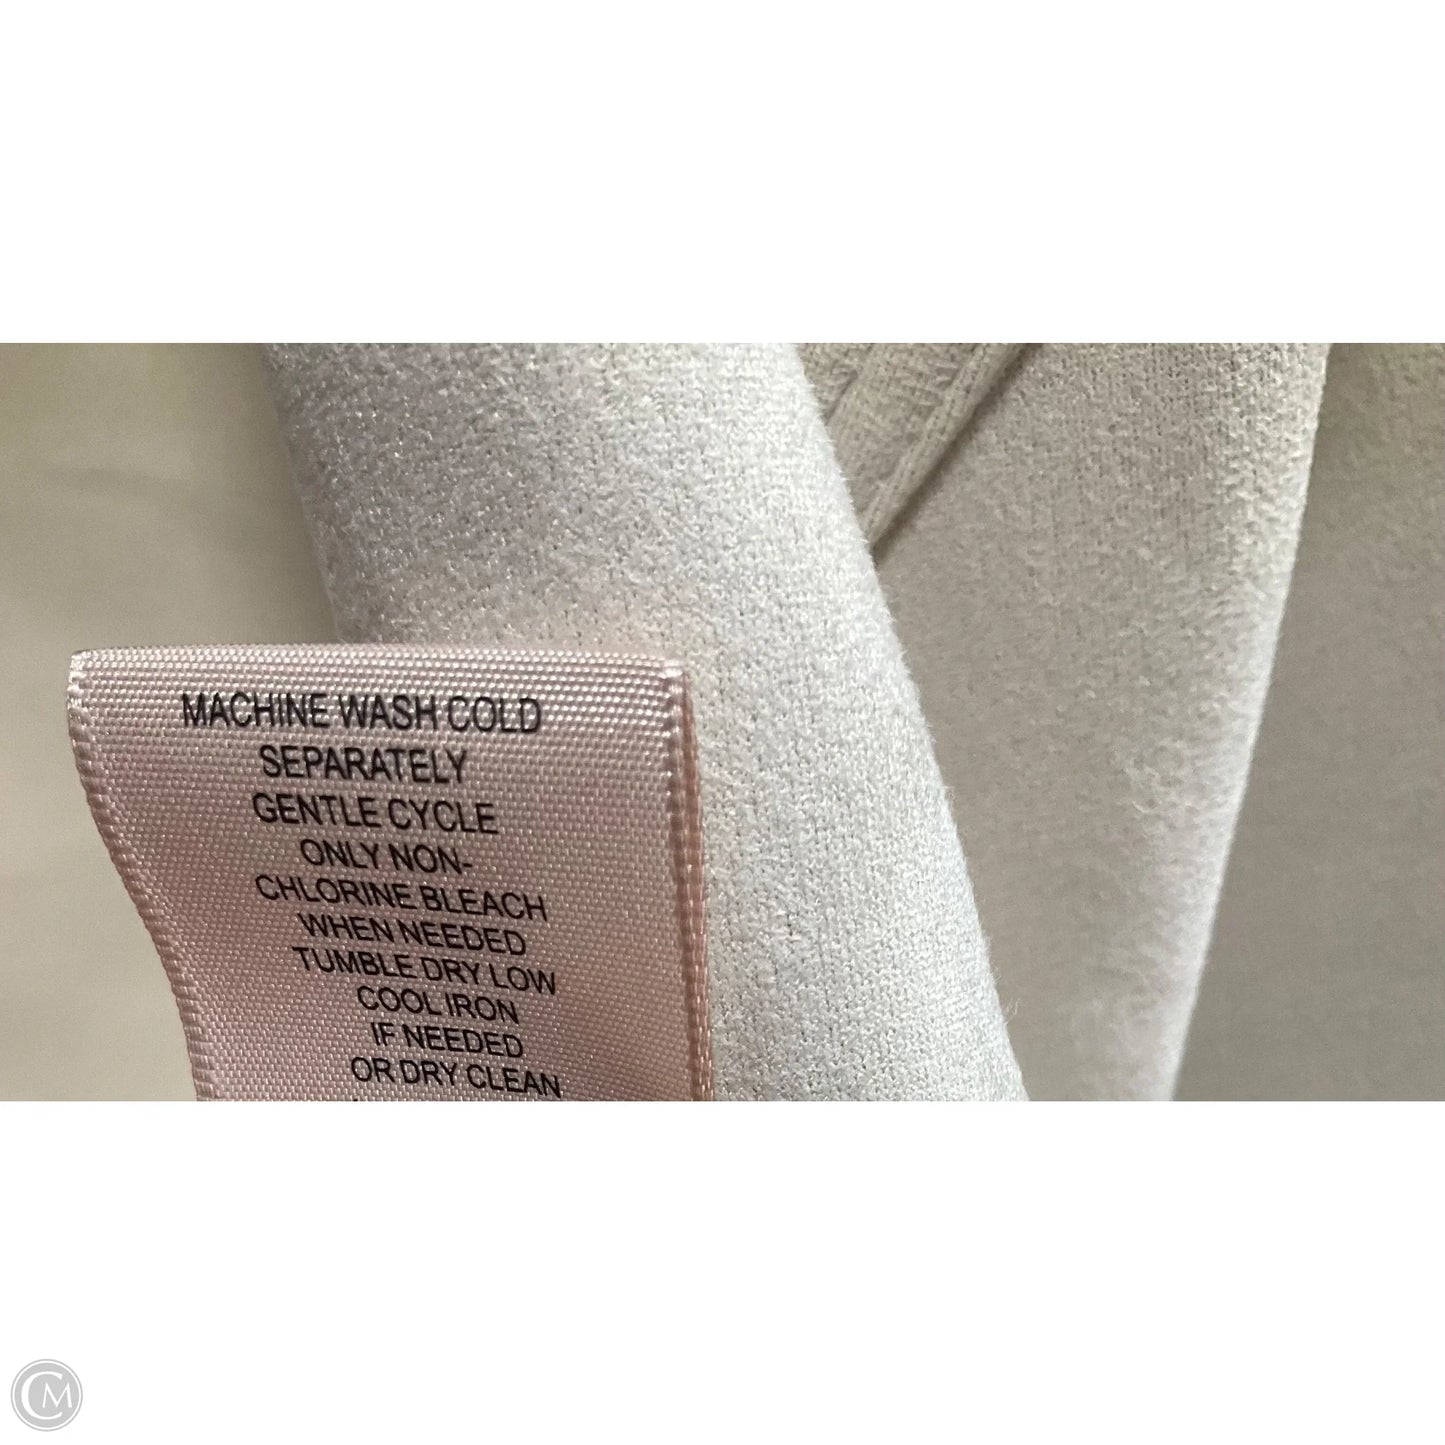 MACHINE WASH COLD
SEPARATELY
GENTLE CYCLE
ONLY NON-
CHLORINE BLEACH
WHEN NEEDED
TUMBLE DRY LOW
COOL IRON
IF NEEDED
OR DRY CLEAN
CM